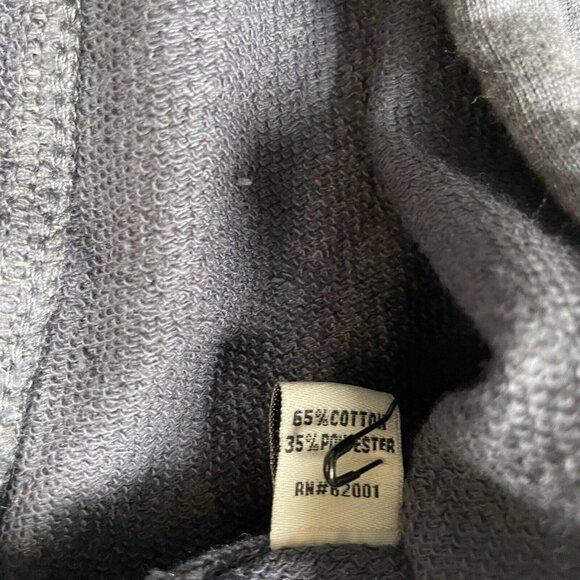 65% COTTON
35% POLYESTER
RN#62001